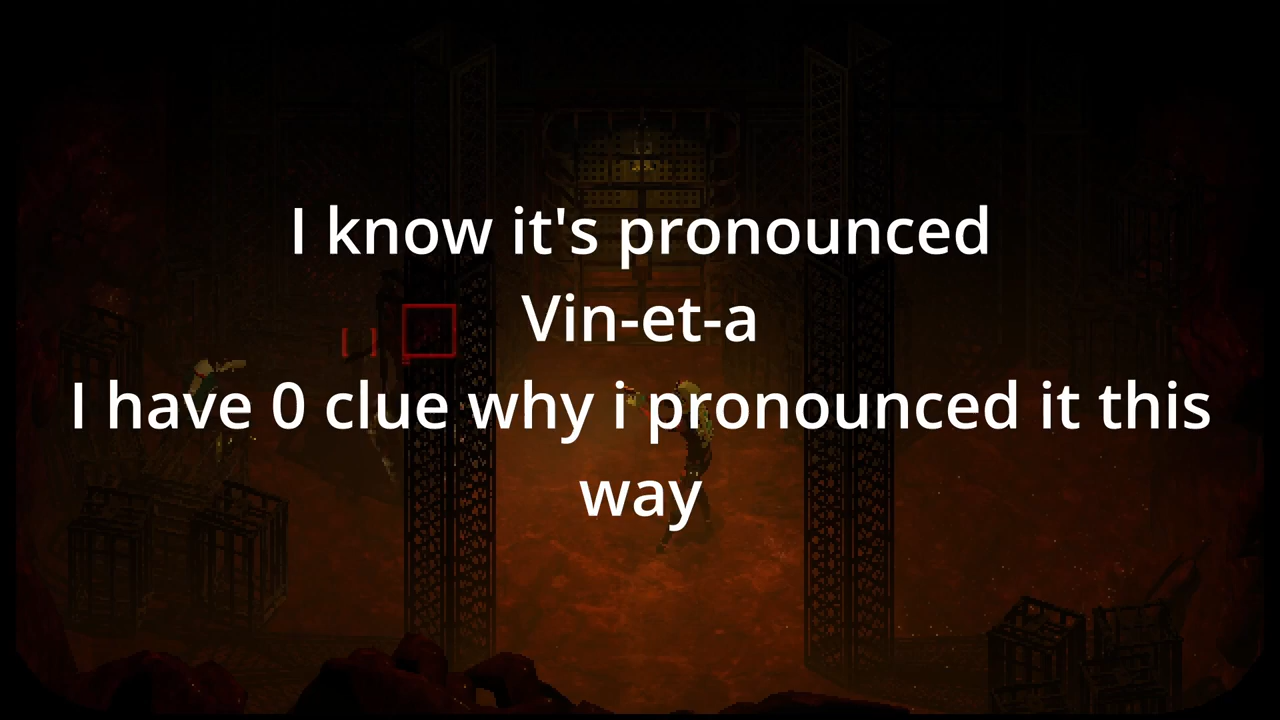 I know it's pronounced
Vin-et-a
I have 0 clue why i pronounced it this
way